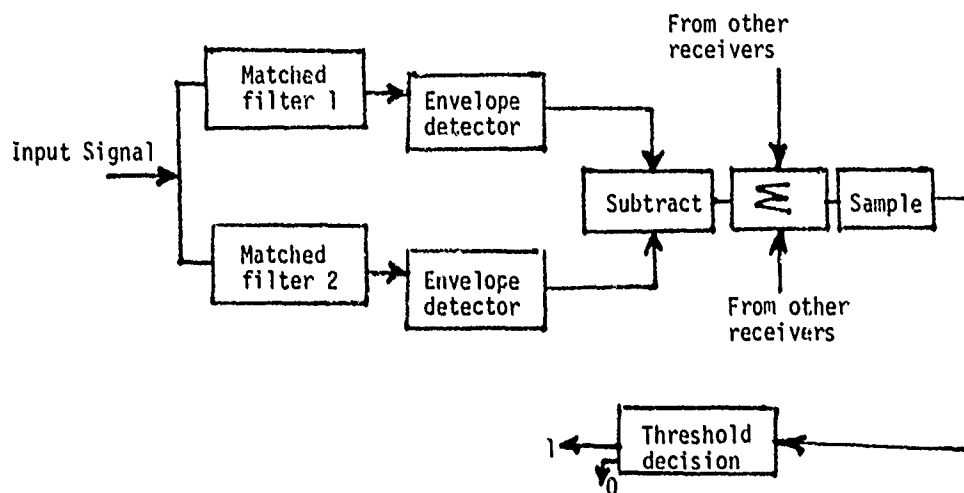 From other
receivers
Matched
filter 1
Envelope
detector
Input Signal
Subtract
Σ
Sample
Matched
filter 2
Envelope
detector
From other
receivers
Threshold
decision
1
0